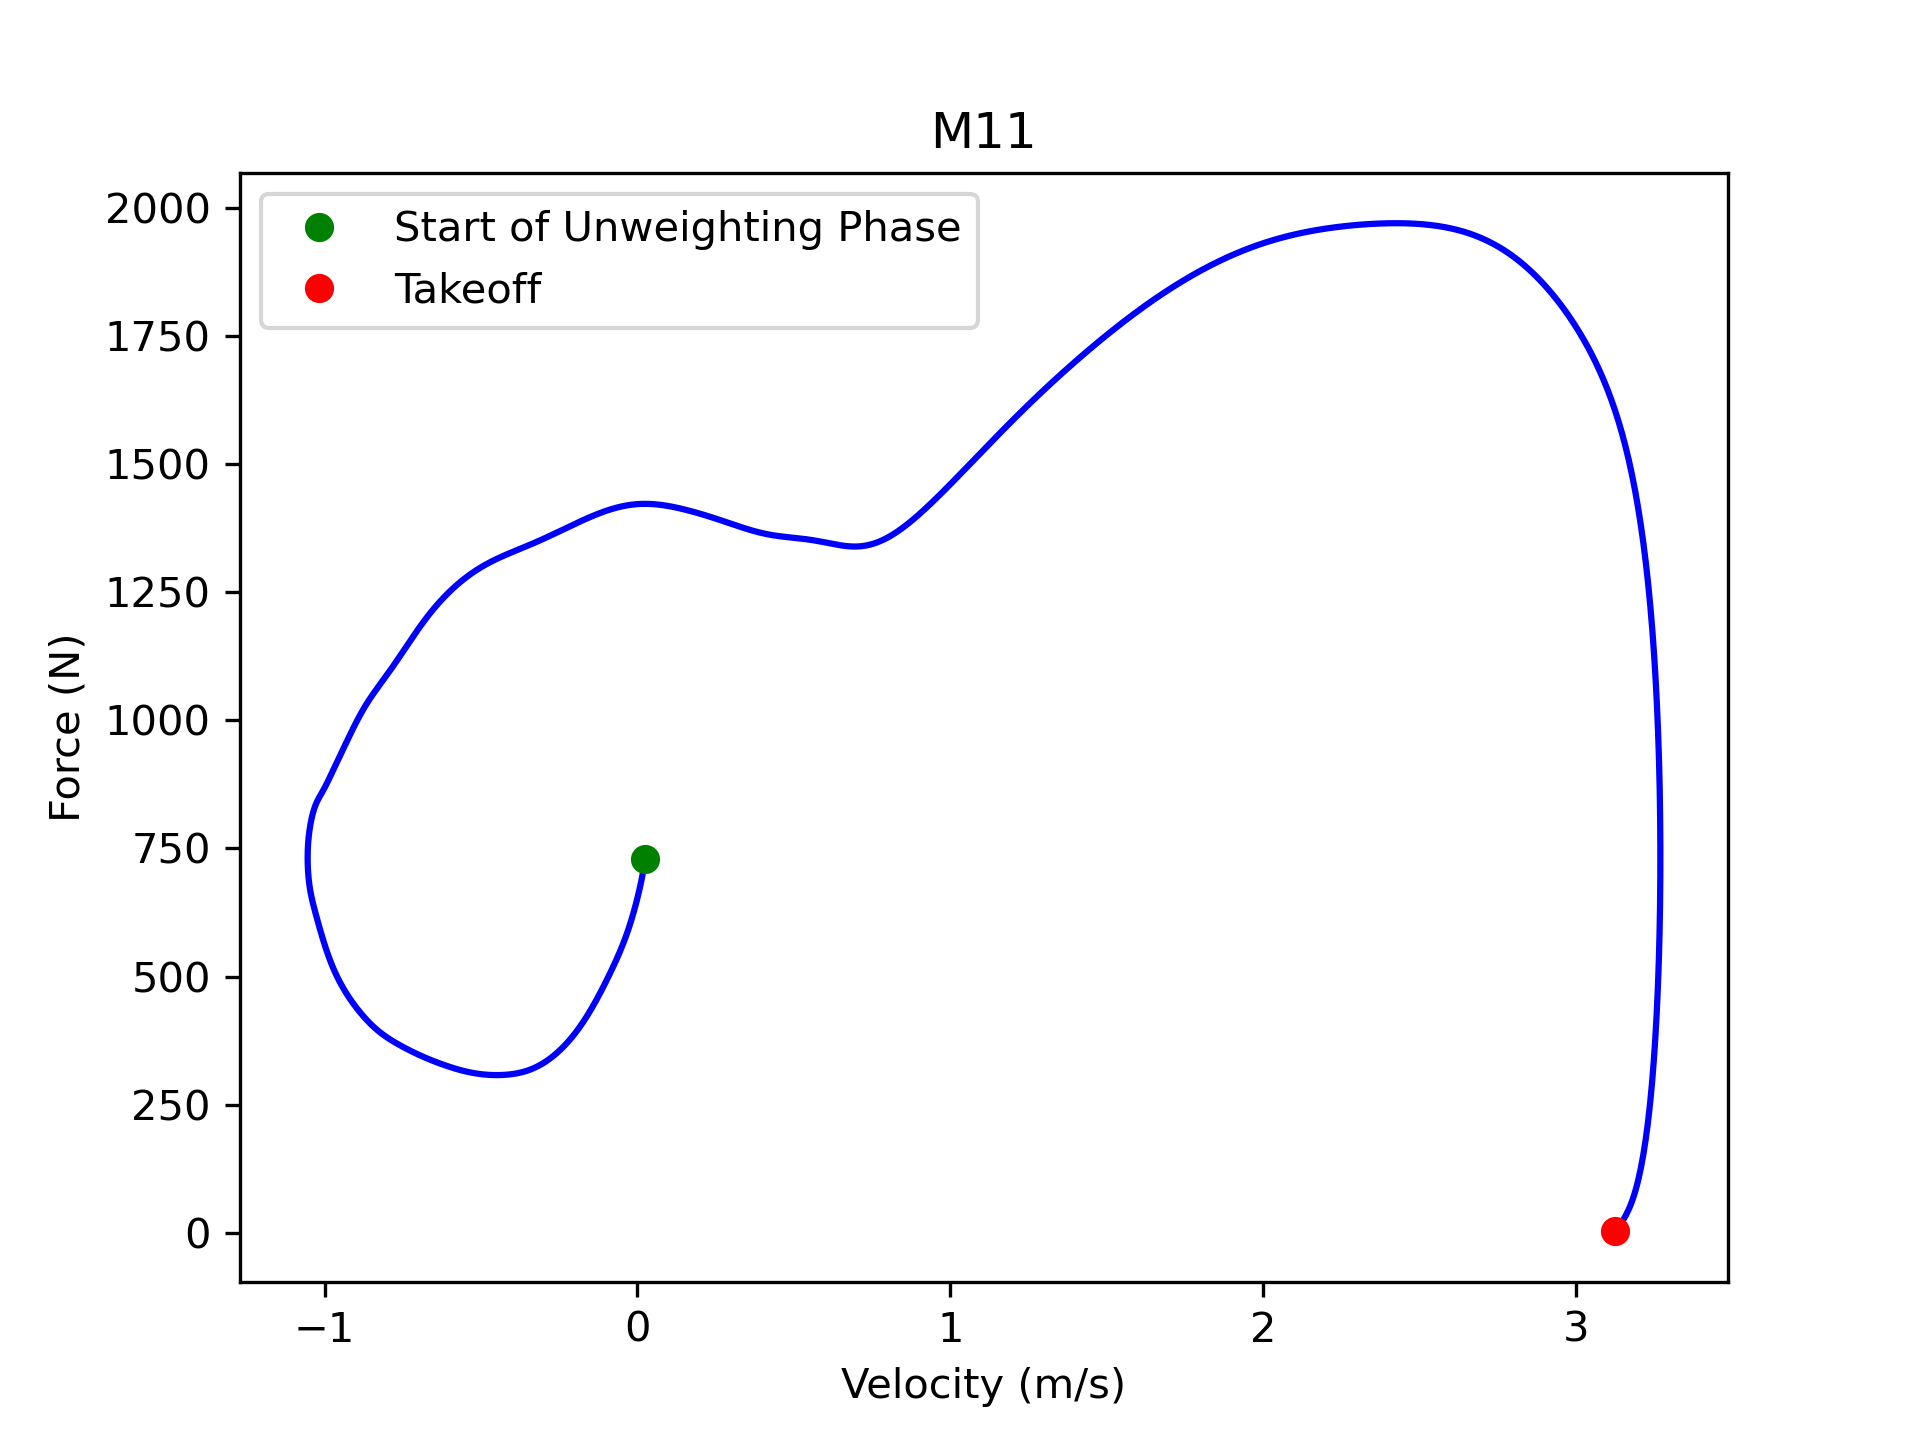 M11
Start of Unweighting Phase
Takeoff
2000
1750
1500
1250
1000
750
500
250
0
Force (N)
−1 0 1 2 3
Velocity (m/s)